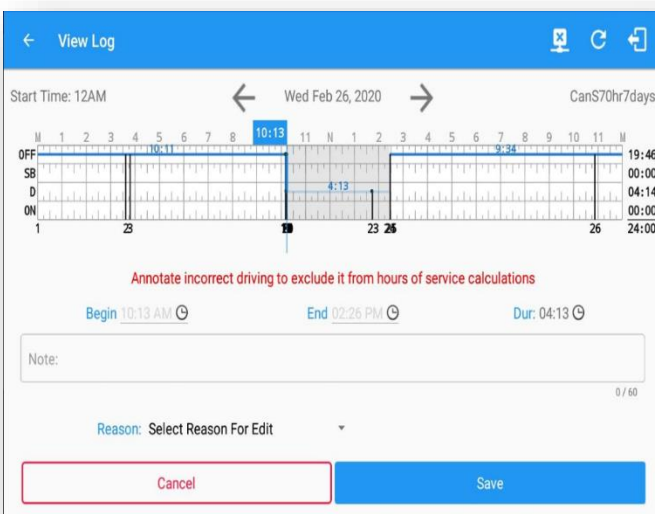 View Log
Start Time: 12AM Wed Feb 26, 2020 CanS70hr7days
M 1 2 3 4 5 6 7 8 10:13 11 N 1 2 3 4 5 6 7 8 9 10 11 M
OFF 10:11 9:34 19:46
SB 00:00
D 4:13 04:14
ON 00:00
1 23 26 24:00
Annotate incorrect driving to exclude it from hours of service calculations
Begin 10:13 AM End 02:26 PM Dur: 04:13
Note:
0 / 60
Reason: Select Reason For Edit
Cancel Save